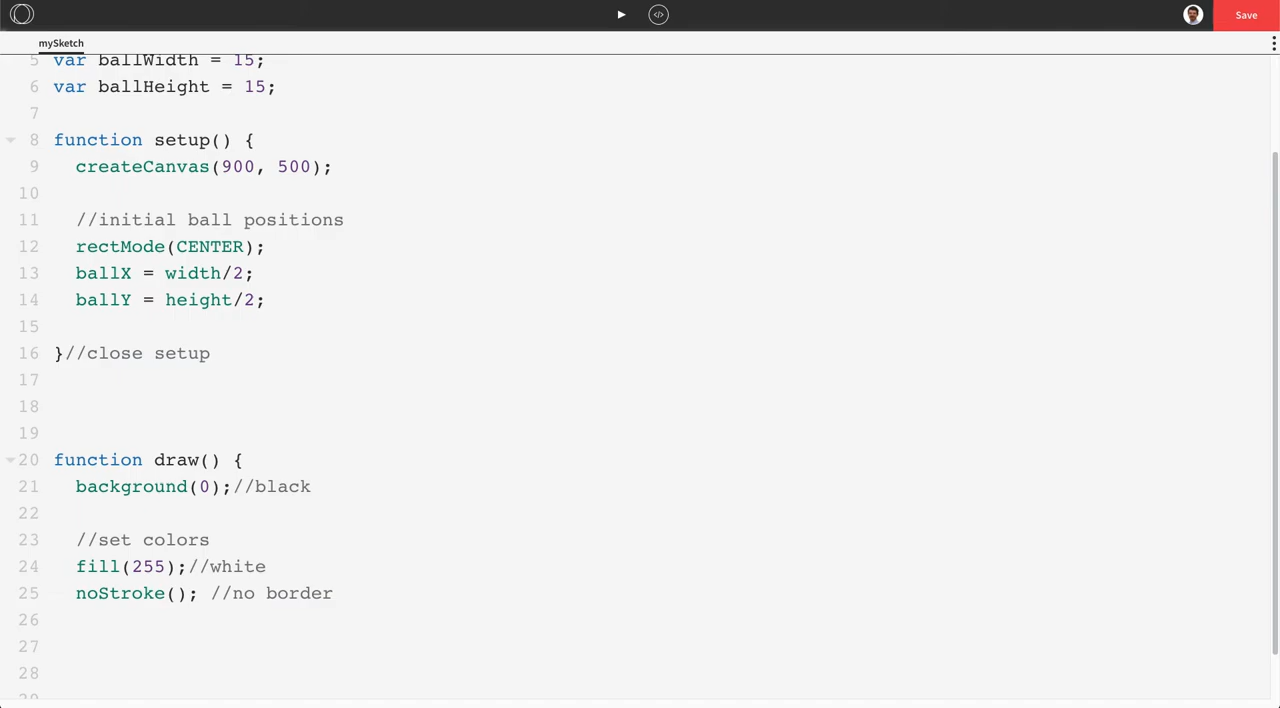 </>
Save
mySketch
5 var ballWidth = 15;
6 var ballHeight = 15;
7
8 function setup() {
9 createCanvas(900, 500);
10
11 //initial ball positions
12 rectMode(CENTER);
13 ballX = width/2;
14 ballY = height/2;
15
16 }//close setup
17
18
19
20 function draw() {
21 background(0);//black
22
23 //set colors
24 fill(255);//white
25 noStroke(); //no border
26
27
28